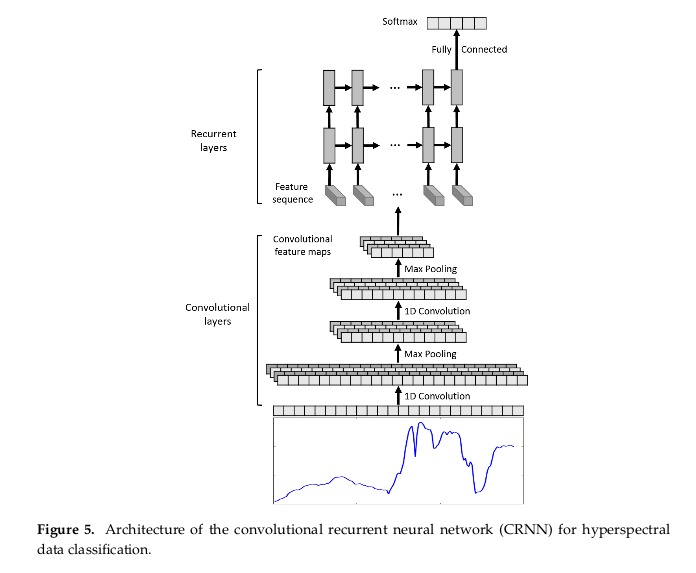 Softmax
Fully Connected
Recurrent
layers
...
...
Feature
sequence
...
Convolutional
feature maps
Max Pooling
Convolutional
layers
1D Convolution
Max Pooling
1D Convolution
Figure 5. Architecture of the convolutional recurrent neural network (CRNN) for hyperspectral
data classification.